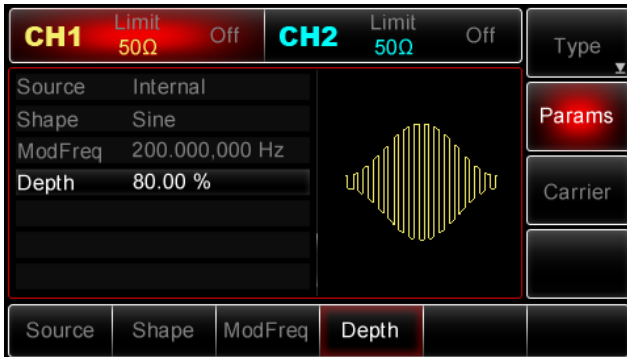 CH1 Limit 50Ω Off CH2 Limit 50Ω Off
Type
Source Internal
Shape Sine
ModFreq 200.000,000 Hz
Depth 80.00 %
Params
Carrier
Source Shape ModFreq Depth